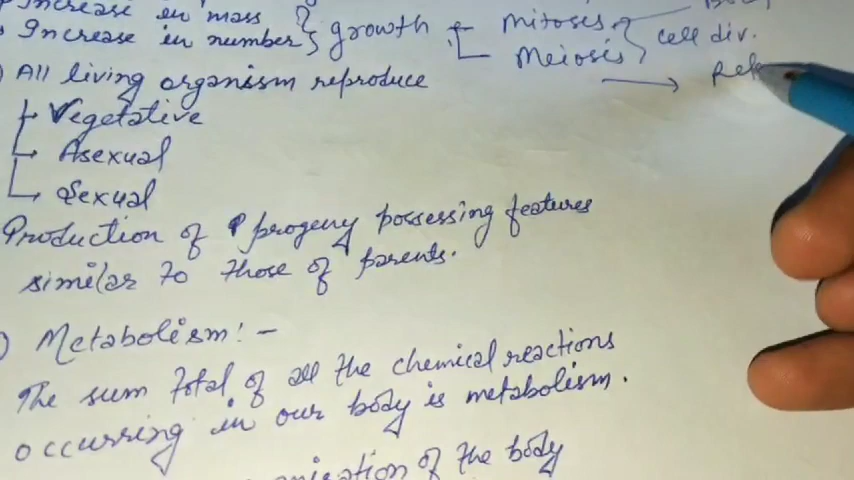 Increase in mass
Increase in number } growth
Mitoses
Meiosis } cell div.
) All living organism reproduce
Vegetative
Asexual
Sexual
Production of progeny possessing features
similar to those of parents.
) Metabolism: -
The sum total of all the chemical reactions
occurring in our body is metabolism.
of the body